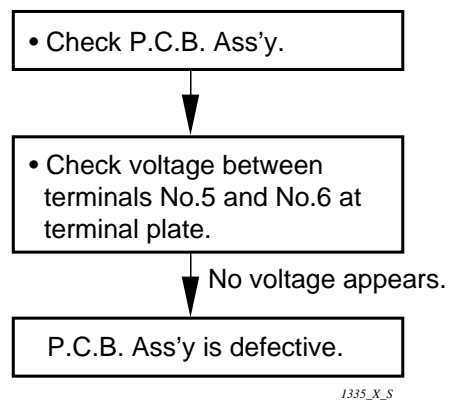 • Check P.C.B. Ass'y.
• Check voltage between
terminals No.5 and No.6 at
terminal plate.
No voltage appears.
P.C.B. Ass'y is defective.
1335_X_S